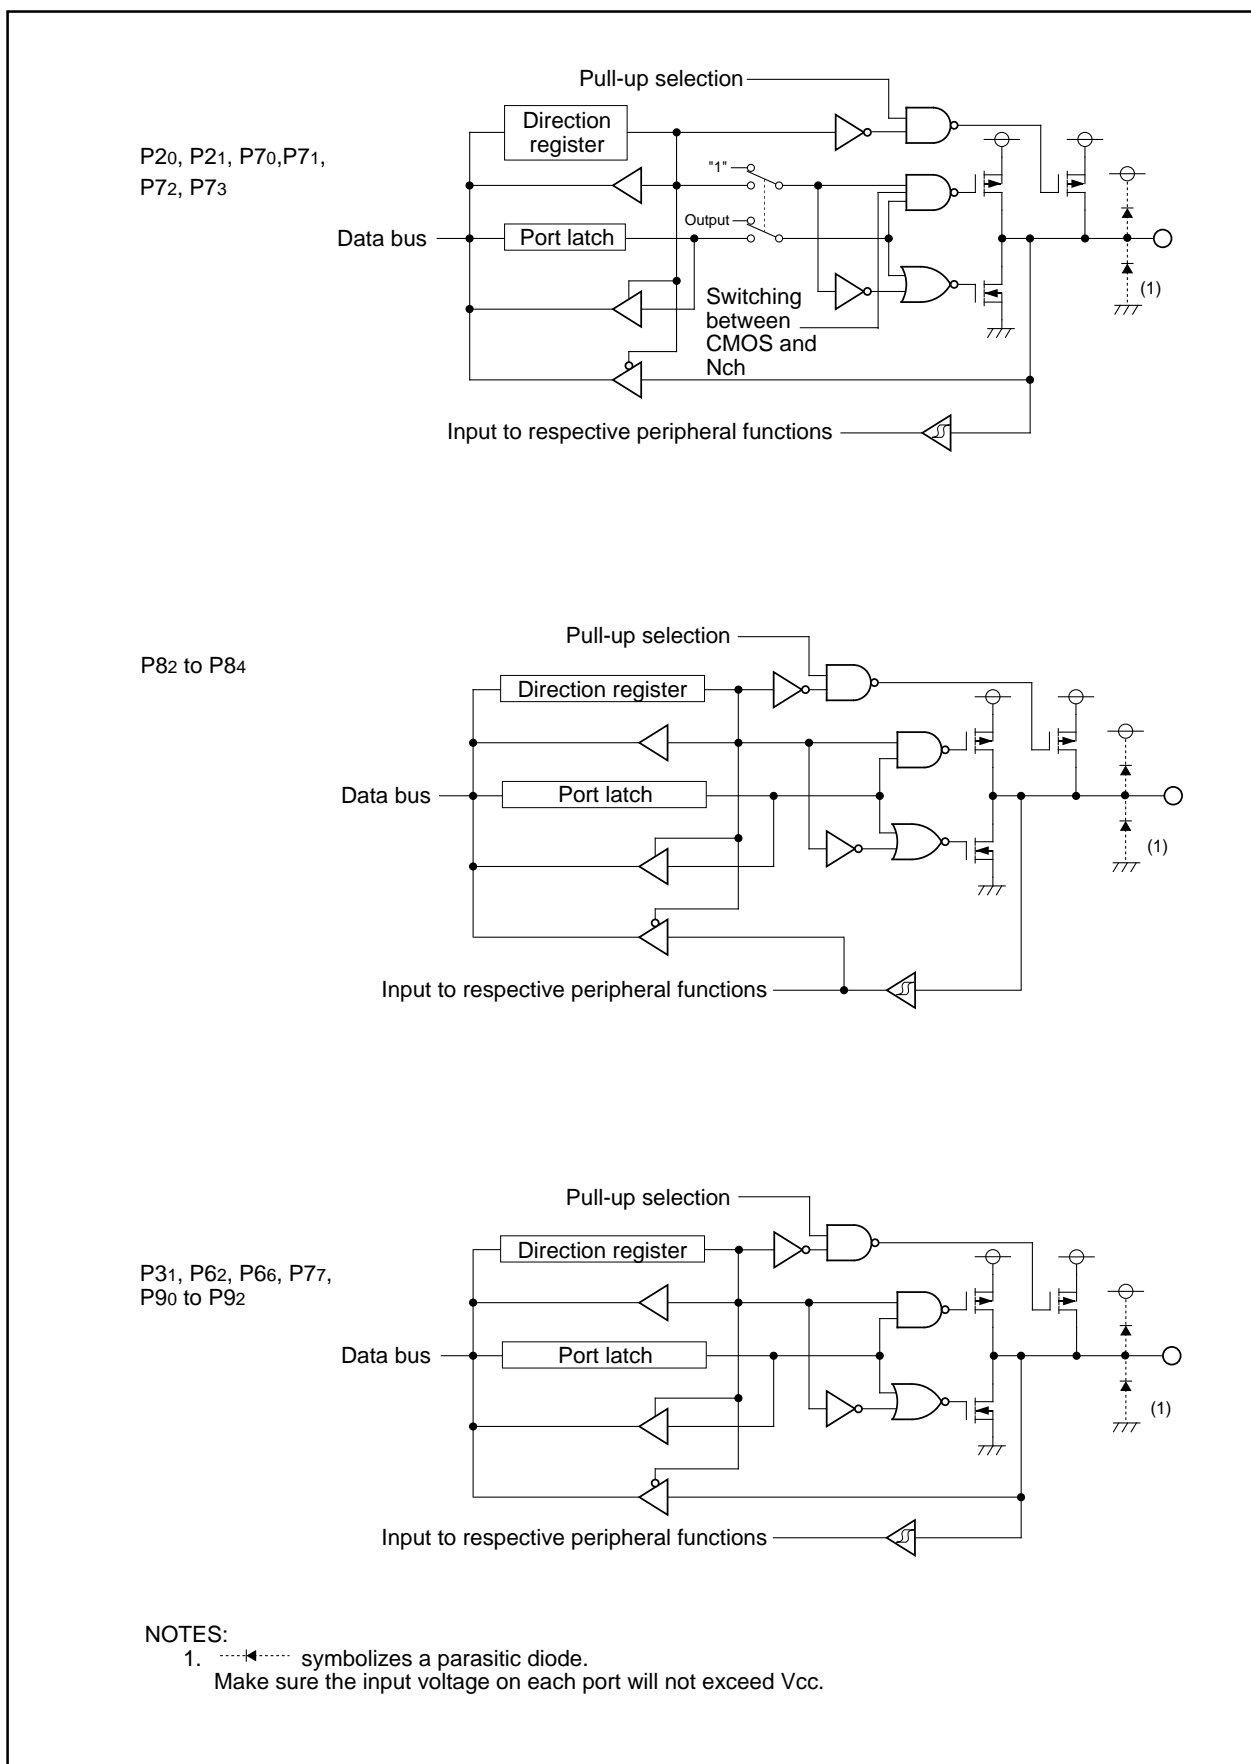 Pull-up selection
Direction
register
P20, P21, P70,P71,
P72, P73
"1"
Output
Data bus
Port latch
(1)
Switching
between
CMOS and
Nch
Input to respective peripheral functions
Pull-up selection
P82 to P84
Direction register
Data bus
Port latch
(1)
Input to respective peripheral functions
Pull-up selection
Direction register
P31, P62, P66, P77,
P90 to P92
Data bus
Port latch
(1)
Input to respective peripheral functions
NOTES:
1. symbolizes a parasitic diode.
Make sure the input voltage on each port will not exceed Vcc.